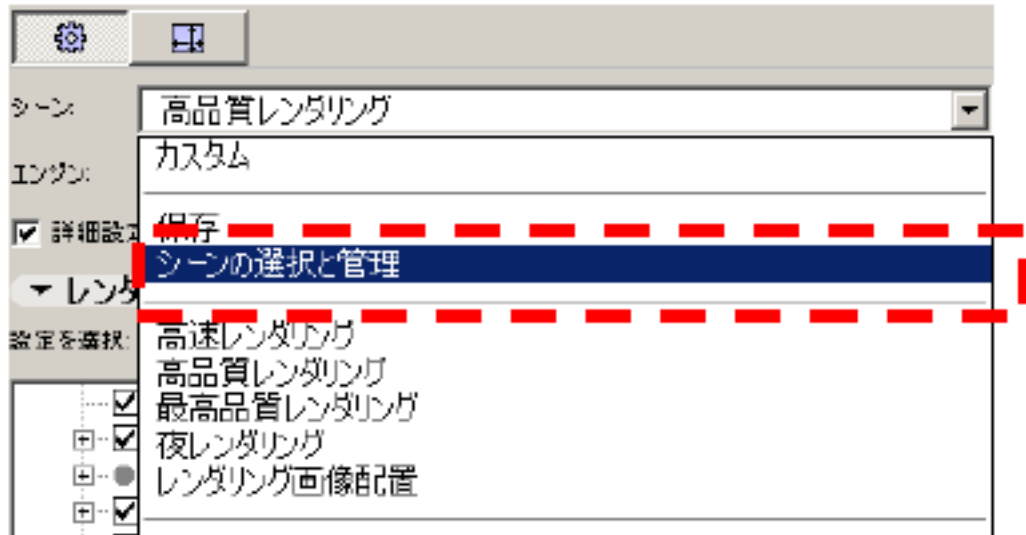 シーン:
高品質レンダリング
カスタム
エンジン:
保存
詳細設定
シーンの選択と管理
レンダ
設定を選択:
高速レンダリング
高品質レンダリング
最高品質レンダリング
夜レンダリング
レンダリング画像配置